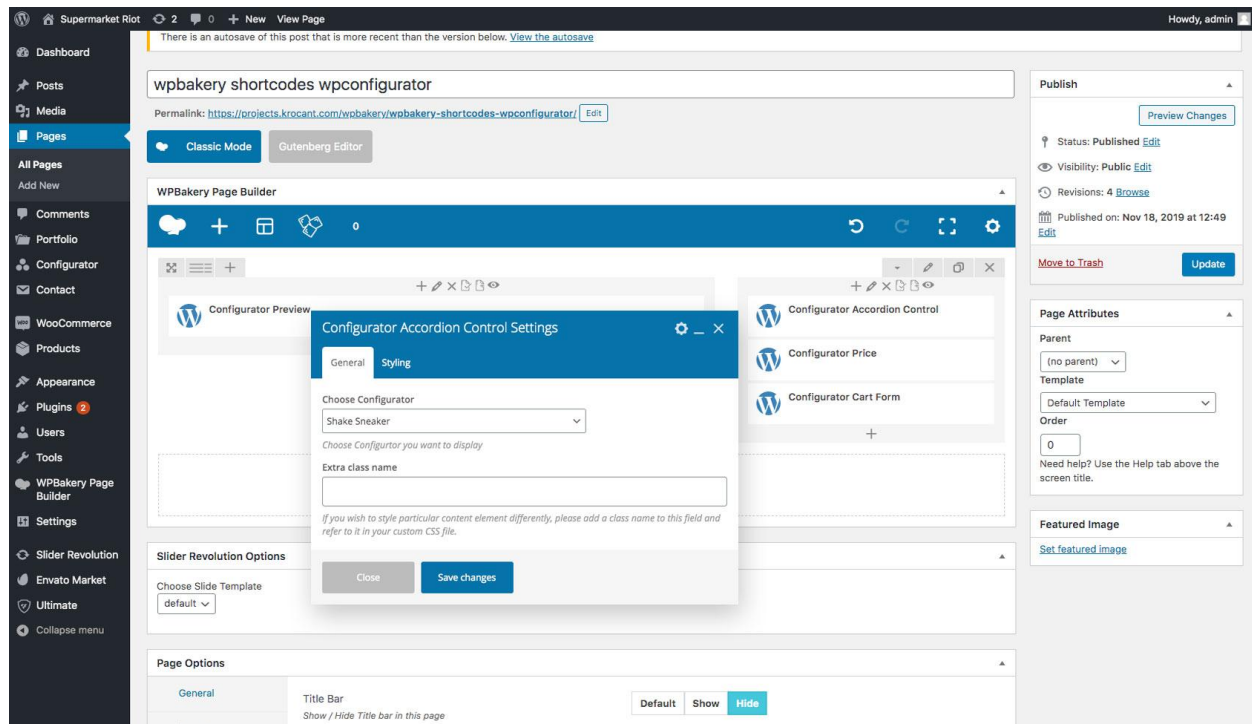 Supermarket Riot 2 0 + New View Page Howdy, admin
There is an autosave of this post that is more recent than the version below. View the autosave
Dashboard
Posts
Media
Pages
All Pages
Add New
Comments
Portfolio
Configurator
Contact
WooCommerce
Products
Appearance
Plugins 2
Users
Tools
WPBakery Page
Builder
Settings
Slider Revolution
Envato Market
Ultimate
Collapse menu
wpbakery shortcodes wpconfigurator
Permalink: https://projects.krocant.com/wpbakery/wpbakery-shortcodes-wpconfigurator/ Edit
Classic Mode Gutenberg Editor
WPBakery Page Builder
0
Configurator Preview
Configurator Accordion Control
Configurator Price
Configurator Cart Form
Configurator Accordion Control Settings
General Styling
Choose Configurator
Shake Sneaker
Choose Configurtor you want to display
Extra class name
If you wish to style particular content element differently, please add a class name to this field and
refer to it in your custom CSS file.
Close Save changes
Slider Revolution Options
Choose Slide Template
default
Page Options
General
Title Bar
Show / Hide Title bar in this page
Default Show Hide
Publish
Preview Changes
Status: Published Edit
Visibility: Public Edit
Revisions: 4 Browse
Published on: Nov 18, 2019 at 12:49
Edit
Move to Trash Update
Page Attributes
Parent
(no parent)
Template
Default Template
Order
0
Need help? Use the Help tab above the
screen title.
Featured Image
Set featured image